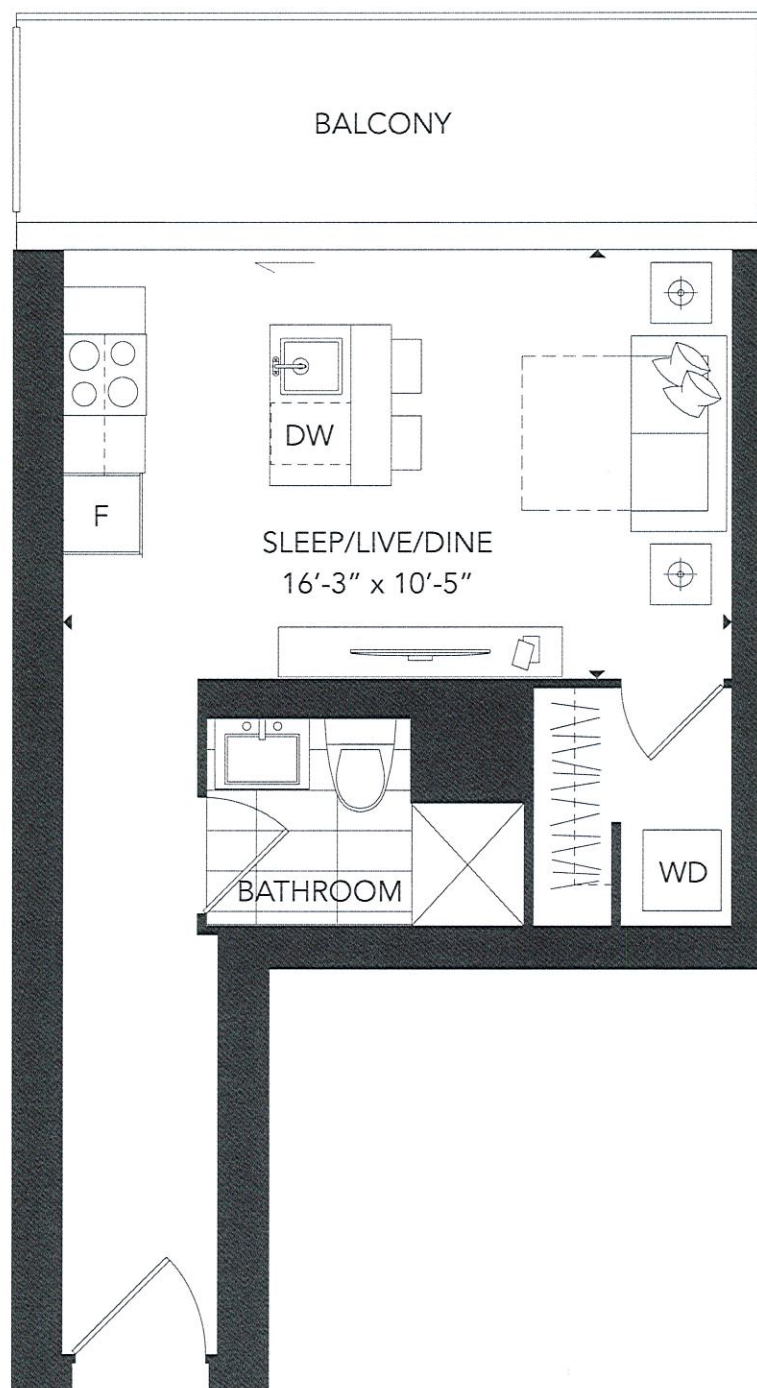 BALCONY
DW
F
SLEEP/LIVE/DINE
16'-3" x 10'-5"
BATHROOM
WD